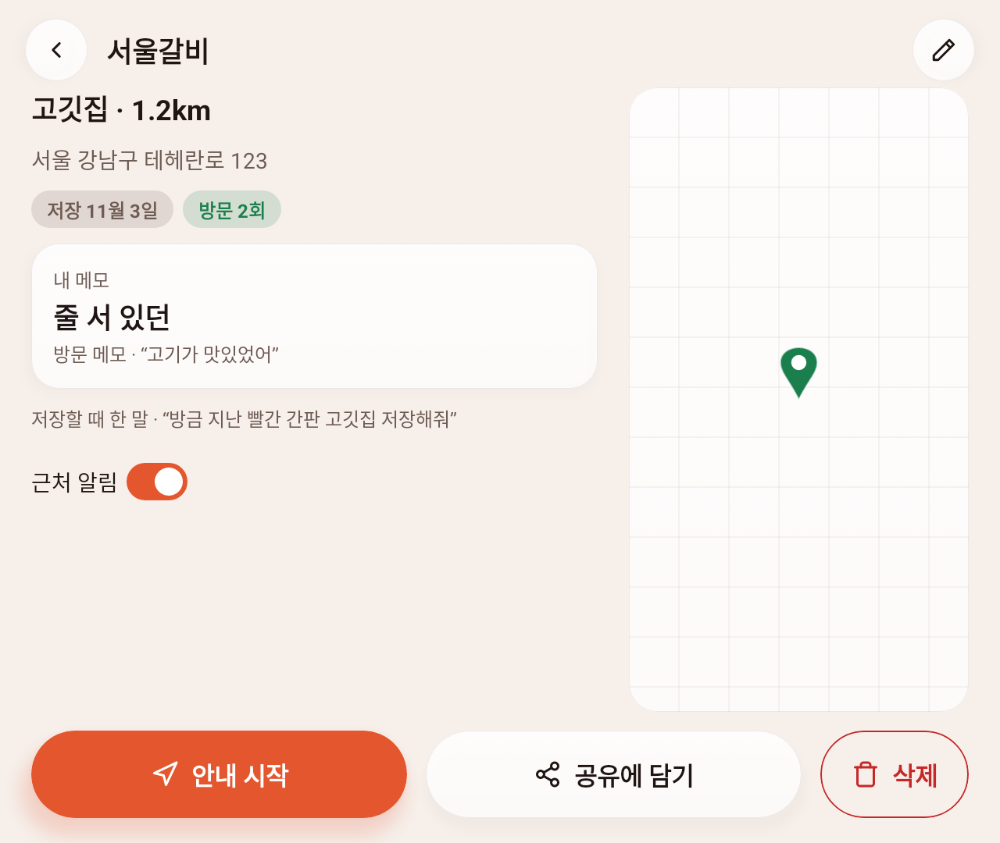 서울갈비
고깃집 · 1.2km
서울 강남구 테헤란로 123
저장 11월 3일
방문 2회
내 메모
줄 서 있던
방문 메모 · “고기가 맛있었어”
저장할 때 한 말 · “방금 지난 빨간 간판 고깃집 저장해줘”
근처 알림
안내 시작
공유에 담기
삭제